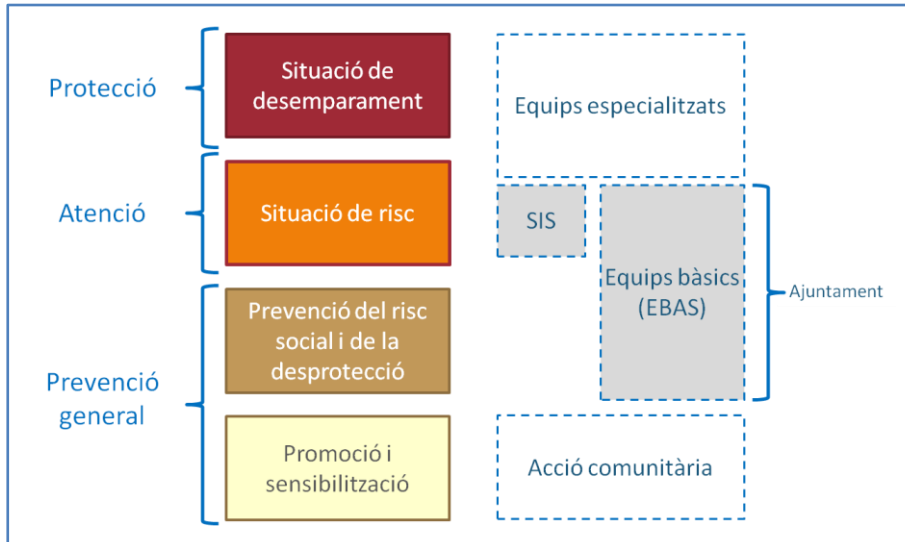 Protecció
Situació de
desemparament
Equips especialitzats
Atenció
Situació de risc
SIS
Equips bàsics
(EBAS)
Ajuntament
Prevenció
general
Prevenció del risc
social i de la
desprotecció
Promoció i
sensibilització
Acció comunitària